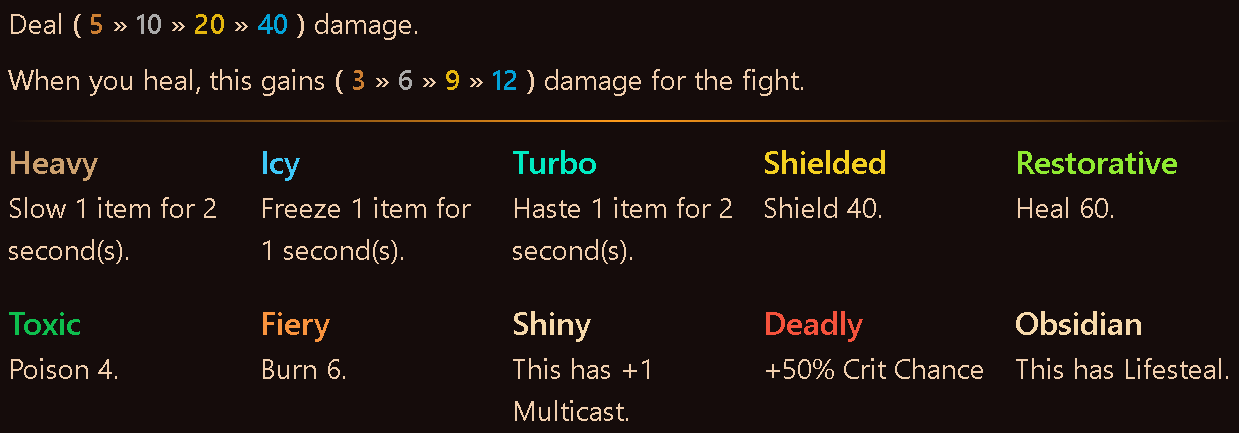 Deal ( 5 » 10 » 20 » 40 ) damage.
When you heal, this gains ( 3 » 6 » 9 » 12 ) damage for the fight.
Heavy
Slow 1 item for 2
second(s).
Icy
Freeze 1 item for
1 second(s).
Turbo
Haste 1 item for 2
second(s).
Shielded
Shield 40.
Restorative
Heal 60.
Toxic
Poison 4.
Fiery
Burn 6.
Shiny
This has +1
Multicast.
Deadly
+50% Crit Chance
Obsidian
This has Lifesteal.